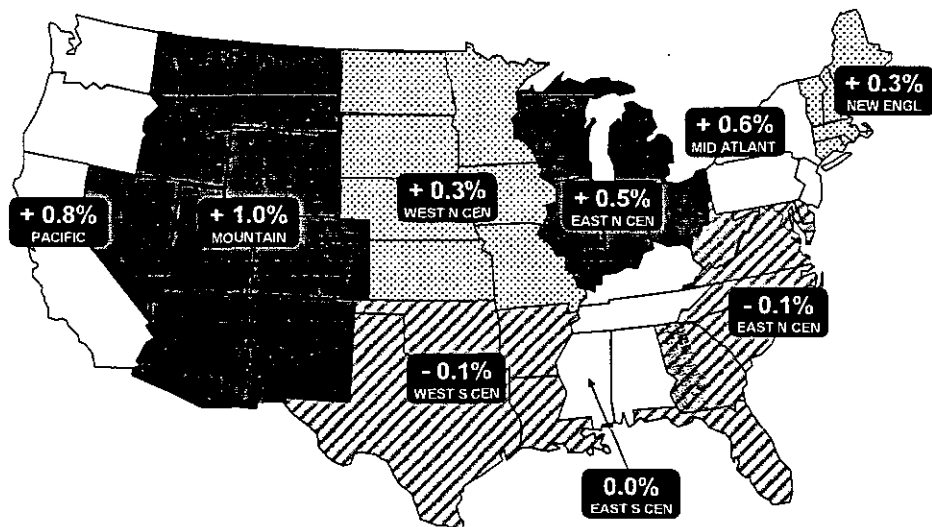 + 0.3%
NEW ENGL
+ 0.6%
MID ATLANT
+ 0.8%
PACIFIC
+ 1.0%
MOUNTAIN
+ 0.3%
WEST N CEN
+ 0.5%
EAST N CEN
- 0.1%
EAST N CEN
- 0.1%
WEST S CEN
0.0%
EAST S CEN